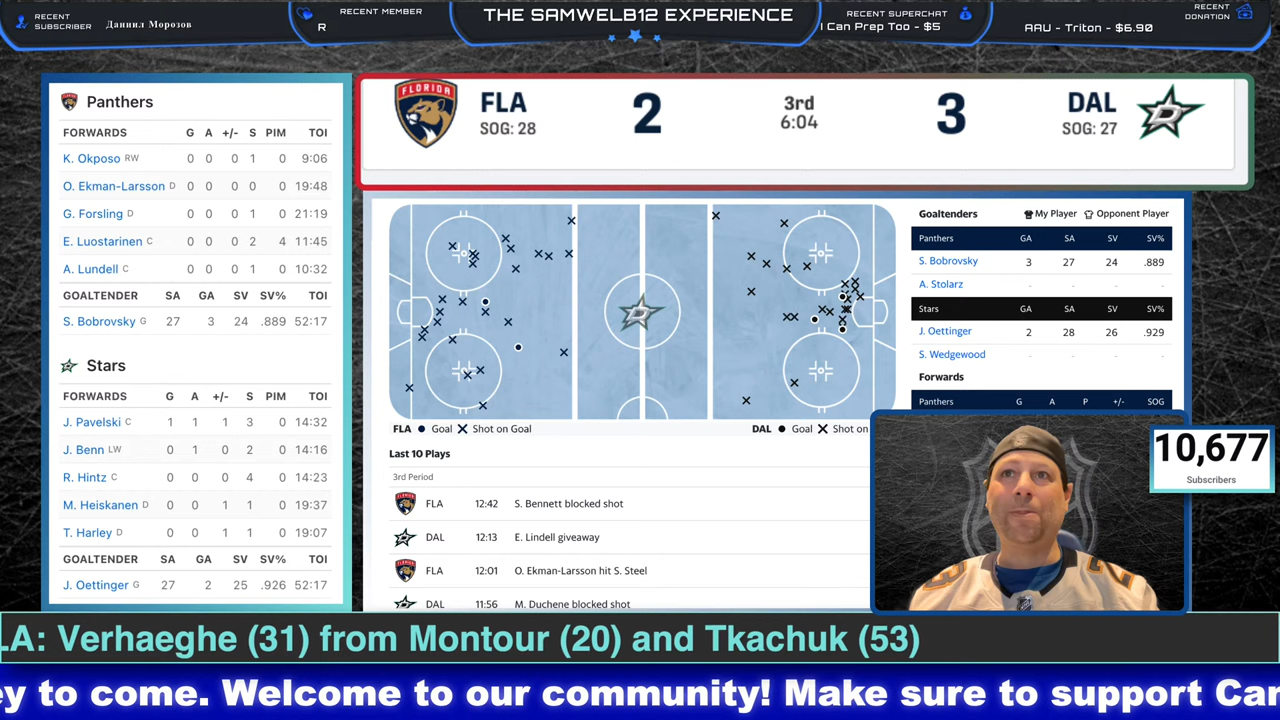 RECENT
SUBSCRIBER
Даниил Морозов
RECENT MEMBER
R
THE SAMWELB12 EXPERIENCE
RECENT SUPERCHAT
I Can Prep Too - $5
RECENT
DONATION
AAU - Triton - $6.90
Panthers
FORWARDS G A +/- S PIM TOI
K. Okposo RW 0 0 0 1 0 9:06
O. Ekman-Larsson D 0 0 0 0 0 19:48
G. Forsling D 0 0 0 1 0 21:19
E. Luostarinen C 0 0 0 2 4 11:45
A. Lundell C 0 0 0 1 0 10:32
GOALTENDER SA GA SV SV% TOI
S. Bobrovsky G 27 3 24 .889 52:17
Stars
FORWARDS G A +/- S PIM TOI
J. Pavelski C 1 1 1 3 0 14:32
J. Benn LW 0 1 0 2 0 14:16
R. Hintz C 0 0 0 4 0 14:23
M. Heiskanen D 0 0 1 1 0 19:37
T. Harley D 0 0 1 1 0 19:07
GOALTENDER SA GA SV SV% TOI
J. Oettinger G 27 2 25 .926 52:17
FLORIDA
FLA
SOG: 28
2
3rd
6:04
3
DAL
SOG: 27
FLA Goal Shot on Goal
DAL Goal Shot on
Last 10 Plays
3rd Period
FLA 12:42 S. Bennett blocked shot
DAL 12:13 E. Lindell giveaway
FLA 12:01 O. Ekman-Larsson hit S. Steel
DAL 11:56 M. Duchene blocked shot
Goaltenders My Player Opponent Player
Panthers GA SA SV SV%
S. Bobrovsky 3 27 24 .889
A. Stolarz - - - -
Stars GA SA SV SV%
J. Oettinger 2 28 26 .929
S. Wedgewood - - - -
Forwards
Panthers G A P +/- SOG
10,677
Subscribers
LA: Verhaeghe (31) from Montour (20) and Tkachuk (53)
ey to come. Welcome to our community! Make sure to support Car